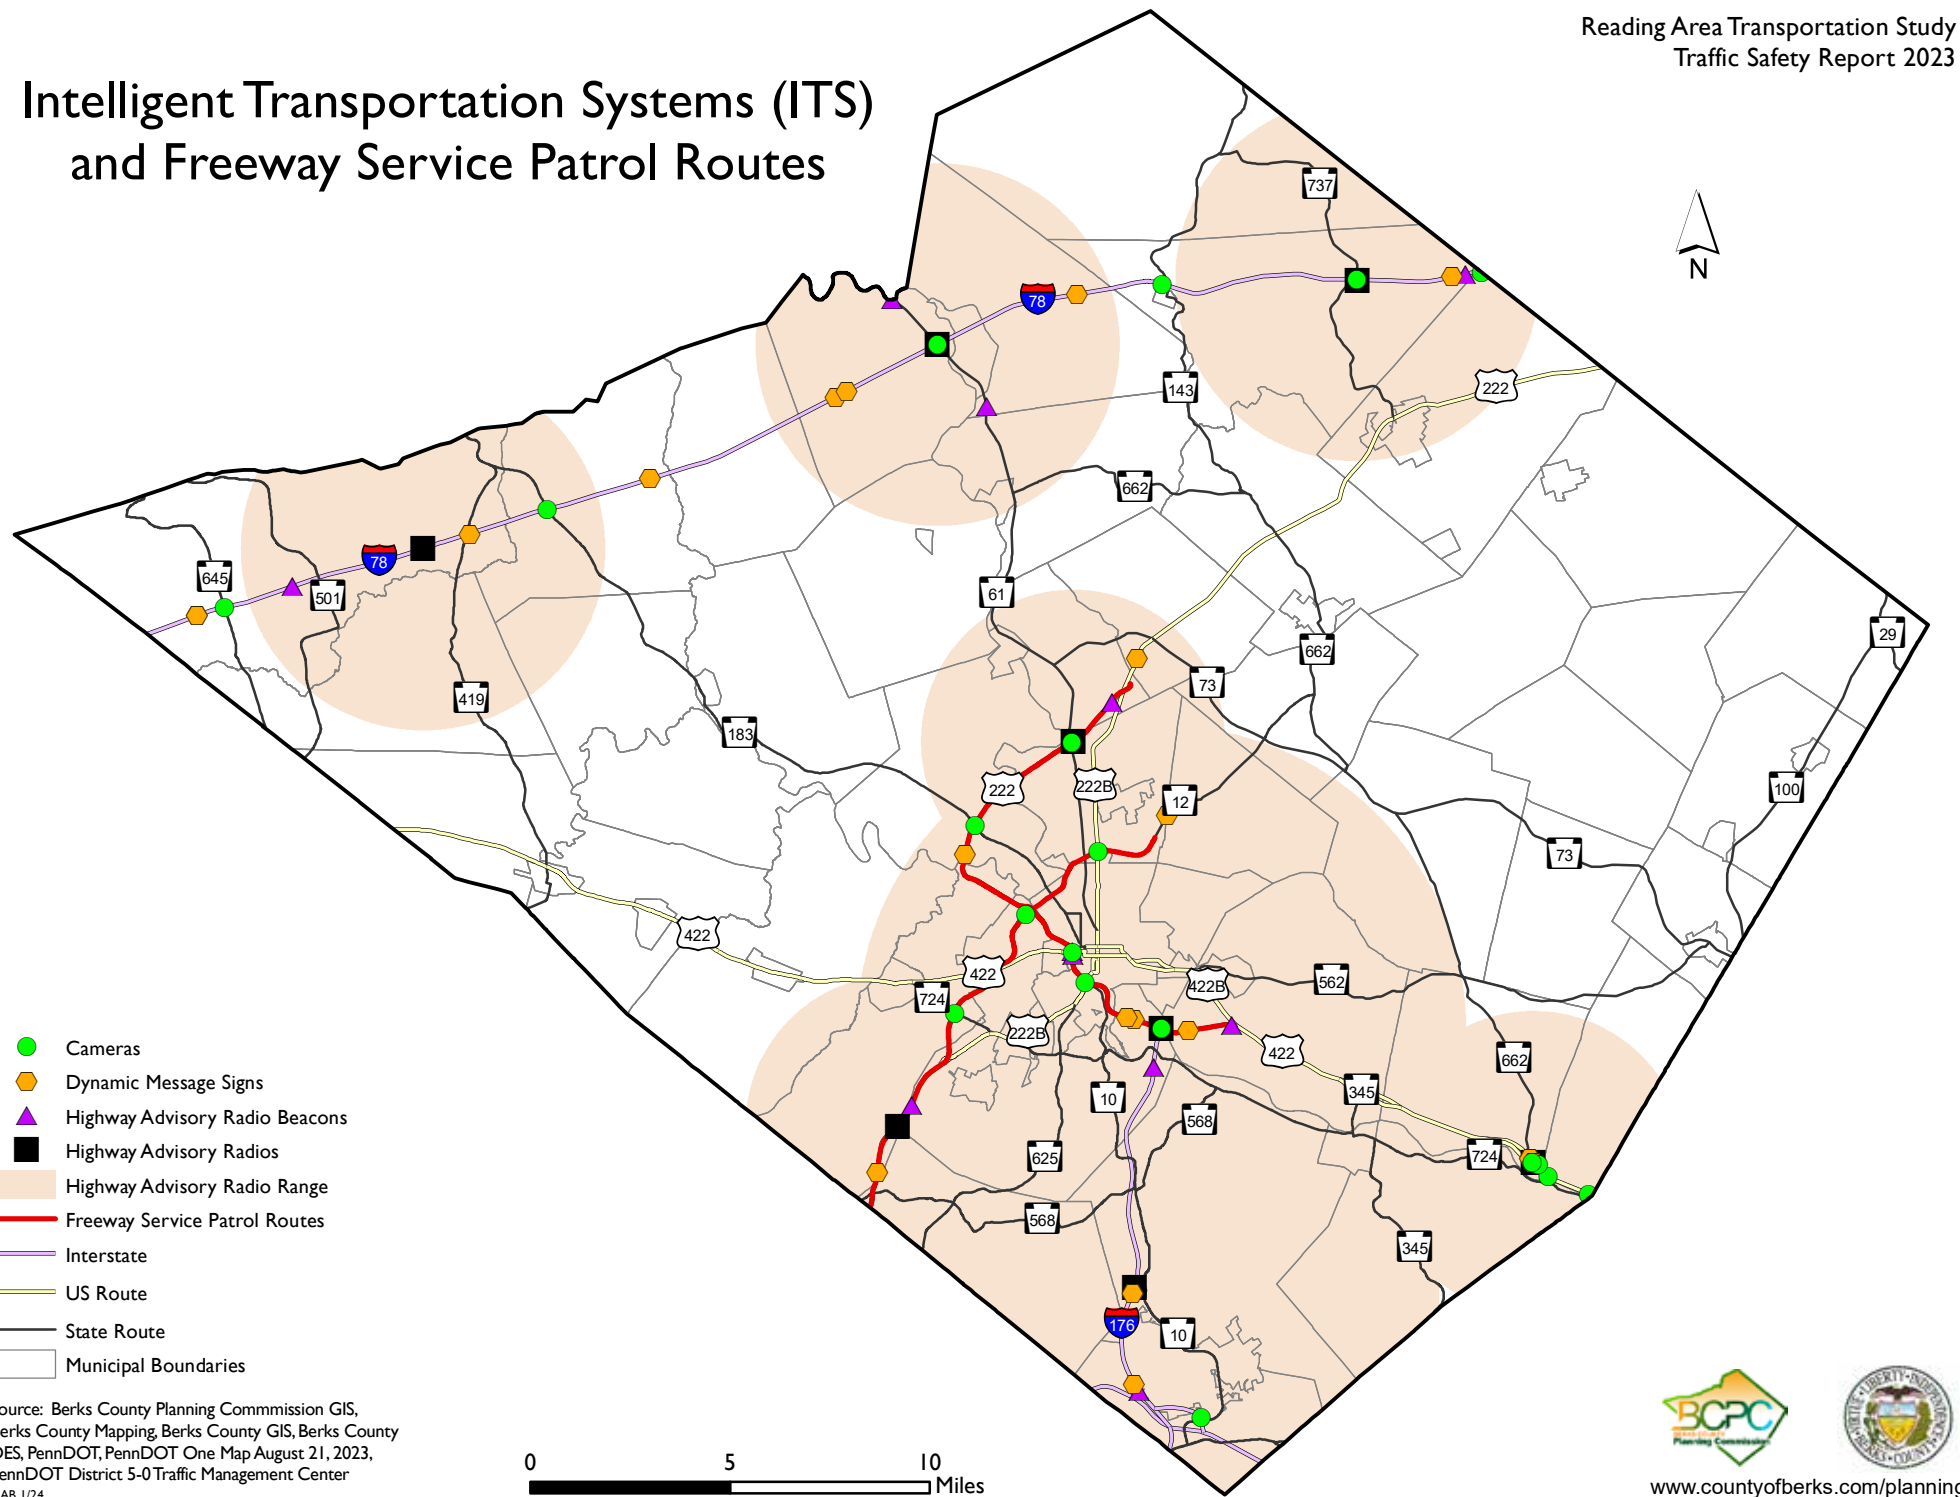 Reading Area Transportation Study
Traffic Safety Report 2023
Intelligent Transportation Systems (ITS)
and Freeway Service Patrol Routes
N
737
78
222
143
662
78
645
501
61
29
662
73
419
183
222
222B
12
100
73
422
422
724
422B
562
222B
422
662
345
10
568
625
724
568
345
176
10
Cameras
Dynamic Message Signs
Highway Advisory Radio Beacons
Highway Advisory Radios
Highway Advisory Radio Range
Freeway Service Patrol Routes
Interstate
US Route
State Route
Municipal Boundaries
ource: Berks County Planning Commmission GIS,
erks County Mapping, Berks County GIS, Berks County
DES, PennDOT, PennDOT One Map August 21, 2023,
ennDOT District 5-0 Traffic Management Center
AB 1/24
0 5 10
Miles
BCPC
Planning Commission
www.countyofberks.com/planning